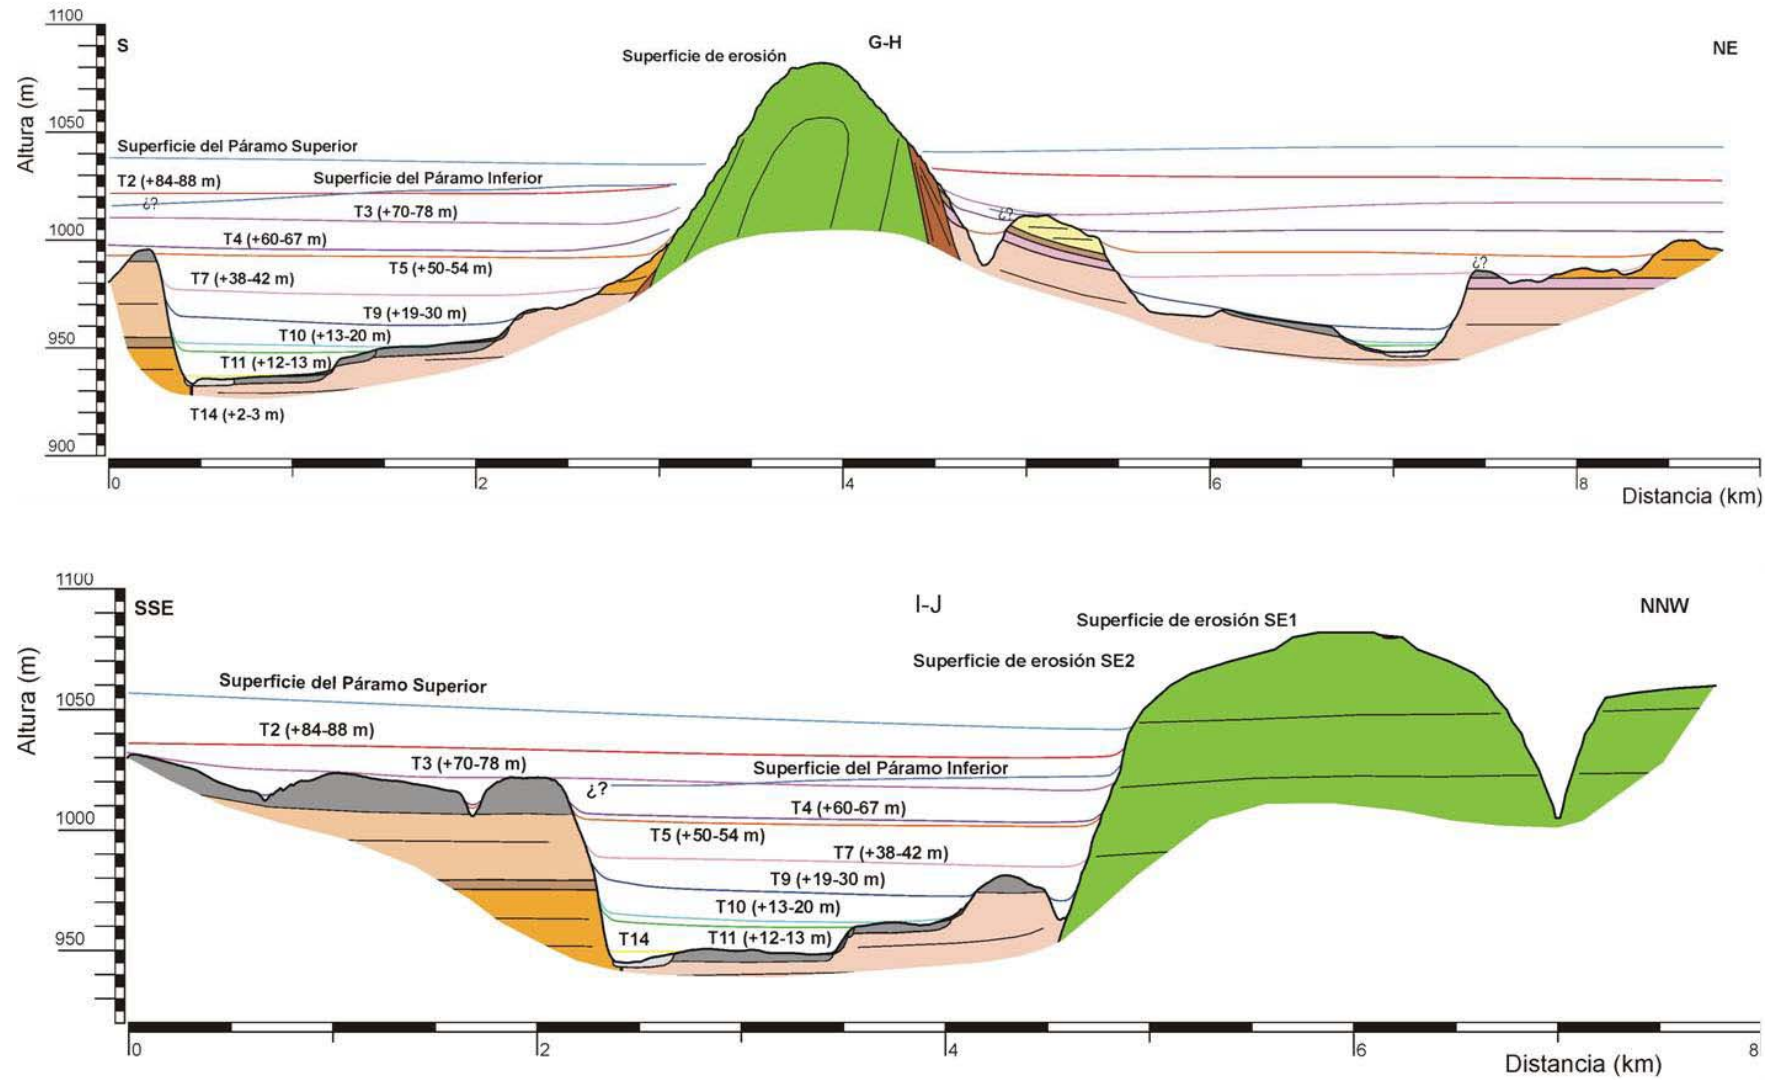 1100
S
G-H
NE
Superficie de erosión
Altura (m)
1050
Superficie del Páramo Superior
T2 (+84-88 m)
Superficie del Páramo Inferior
¿?
T3 (+70-78 m)
¿?
1000
T4 (+60-67 m)
T5 (+50-54 m)
¿?
T7 (+38-42 m)
T9 (+19-30 m)
T10 (+13-20 m)
950
T11 (+12-13 m)
T14 (+2-3 m)
900
0
2
4
6
8
Distancia (km)
1100
SSE
I-J
NNW
Superficie de erosión SE1
Superficie de erosión SE2
Altura (m)
Superficie del Páramo Superior
1050
T2 (+84-88 m)
T3 (+70-78 m)
Superficie del Páramo Inferior
¿?
T4 (+60-67 m)
1000
T5 (+50-54 m)
T7 (+38-42 m)
T9 (+19-30 m)
T10 (+13-20 m)
950
T14
T11 (+12-13 m)
0
2
4
6
8
Distancia (km)